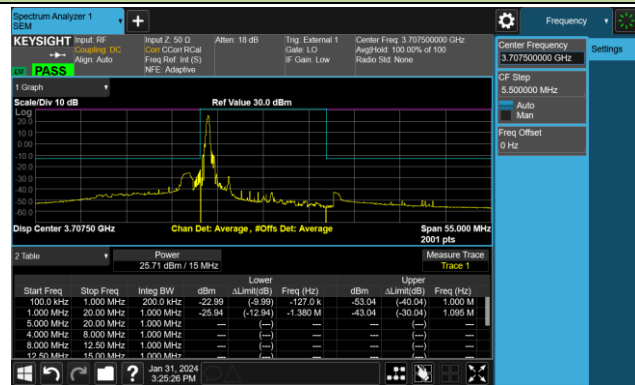 Spectrum Analyzer 1
SEM
+
Frequency
KEYSIGHT
Input: RF
Coupling: DC
Align: Auto
Input Z: 50 Ω
Corr CCorr RCal
Freq Ref: Int (S)
NFE: Adaptive
Atten: 18 dB
Trig: External 1
Gate: LO
IF Gain: Low
Center Freq: 3.707500000 GHz
Avg|Hold: 100.00% of 100
Radio Std: None
PASS
Center Frequency
3.707500000 GHz
Settings
CF Step
5.500000 MHz
Auto
Man
Freq Offset
0 Hz
1 Graph
Scale/Div 10 dB
Ref Value 30.0 dBm
Log
20.0
10.0
0.00
-10.0
-20.0
-30.0
-40.0
-50.0
-60.0
Disp Center 3.70750 GHz
Chan Det: Average , #Offs Det: Average
Span 55.000 MHz
2001 pts
2 Table
Power
25.71 dBm / 15 MHz
Measure Trace
Trace 1
Lower Upper
Start Freq Stop Freq Integ BW dBm ΔLimit(dB) Freq (Hz) dBm ΔLimit(dB) Freq (Hz)
100.0 kHz 1.000 MHz 200.0 kHz -22.99 (-9.99) -127.0 k -53.04 (-40.04) 1.000 M
1.000 MHz 20.00 MHz 1.000 MHz -25.94 (-12.94) -1.380 M -43.04 (-30.04) 1.095 M
5.000 MHz 20.00 MHz 1.000 MHz --- (---) --- --- (---) ---
4.000 MHz 8.000 MHz 1.000 MHz --- (---) --- --- (---) ---
8.000 MHz 12.50 MHz 1.000 MHz --- (---) --- --- (---) ---
12.50 MHz 15.00 MHz 1.000 MHz --- (---) --- --- (---) ---
?
Jan 31, 2024
3:25:26 PM